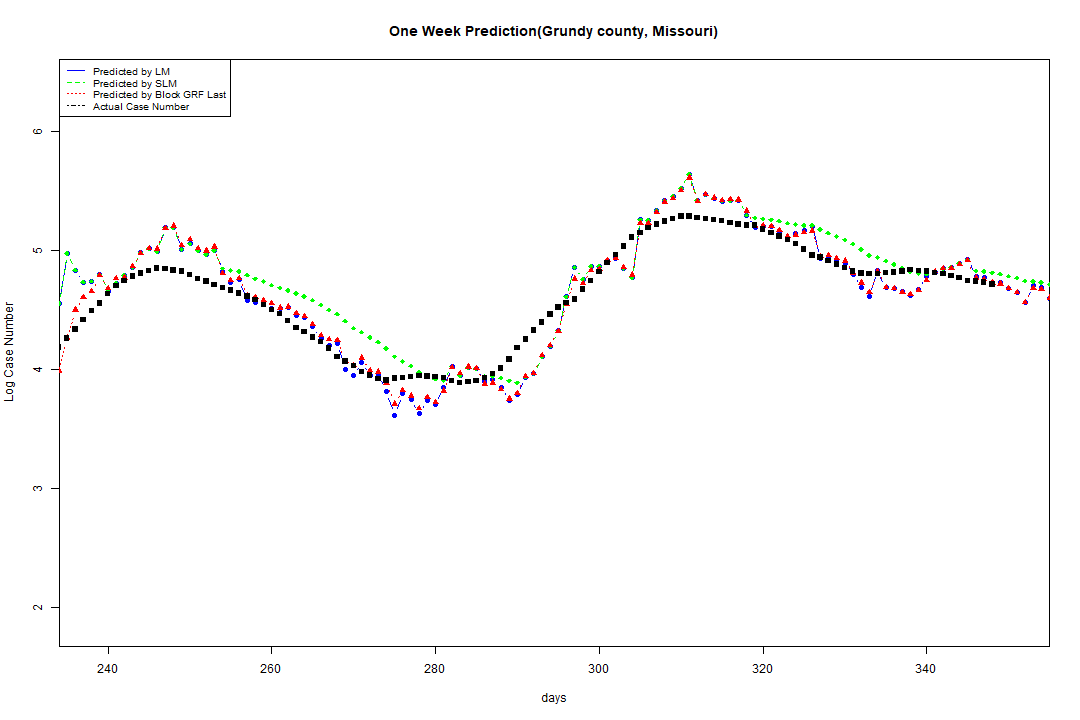 One Week Prediction(Grundy county, Missouri)
Predicted by LM
Predicted by SLM
Predicted by Block GRF Last
Actual Case Number
6
5
4
3
2
Log Case Number
240 260 280 300 320 340
days